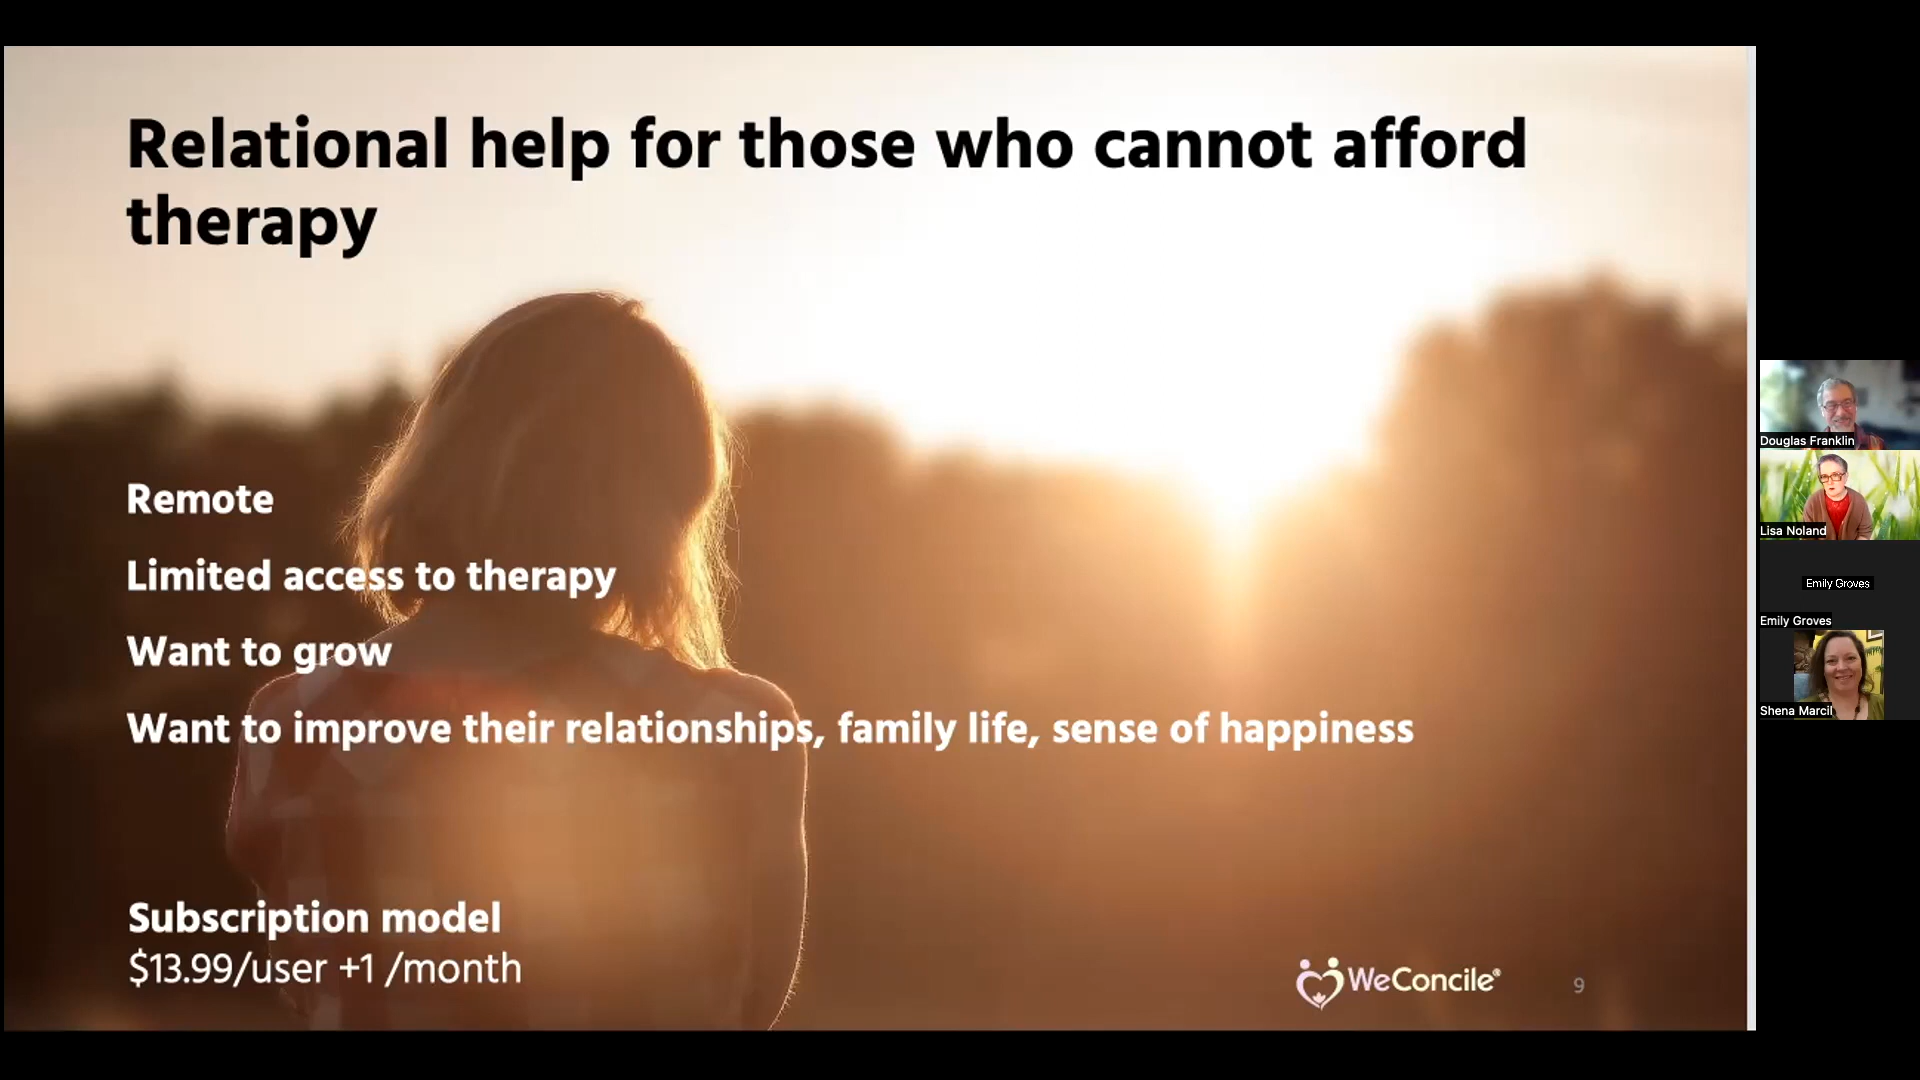 Relational help for those who cannot afford
therapy
Remote
Limited access to therapy
Want to grow
Want to improve their relationships, family life, sense of happiness
Subscription model
$13.99/user +1 /month
WeConcile®
9
Douglas Franklin
Lisa Noland
Emily Groves
Emily Groves
Shena Marcil